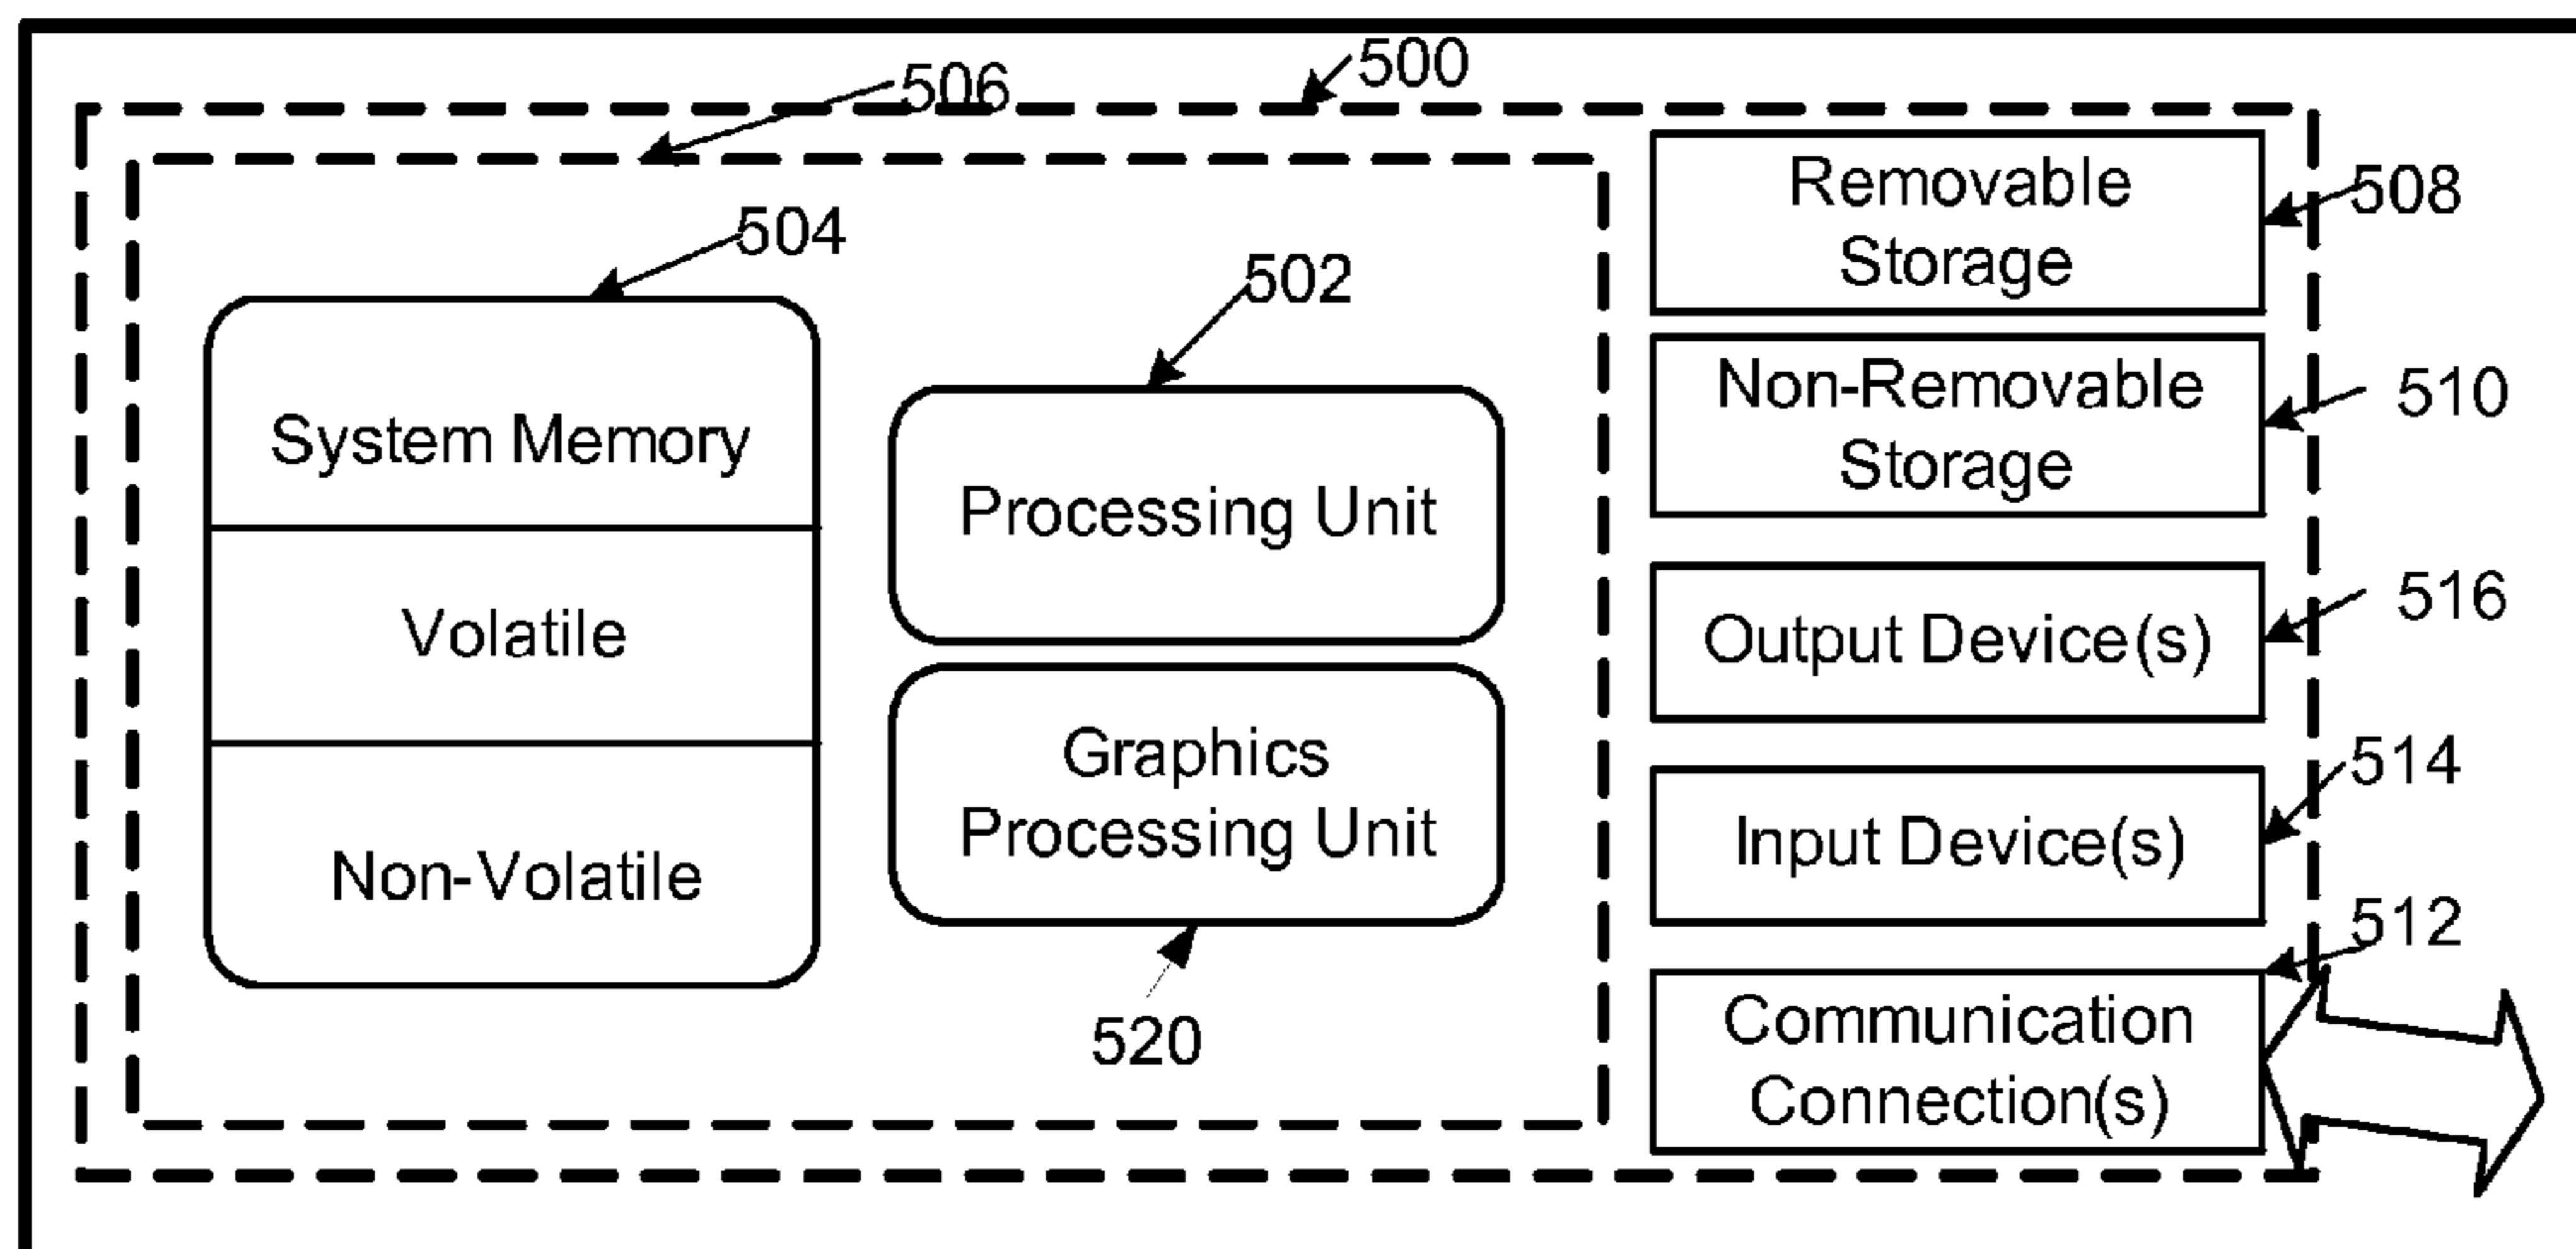 506
500
504
502
System Memory
Volatile
Non-Volatile
Processing Unit
Graphics
Processing Unit
520
Removable
Storage
508
Non-Removable
Storage
510
Output Device(s)
516
Input Device(s)
514
512
Communication
Connection(s)